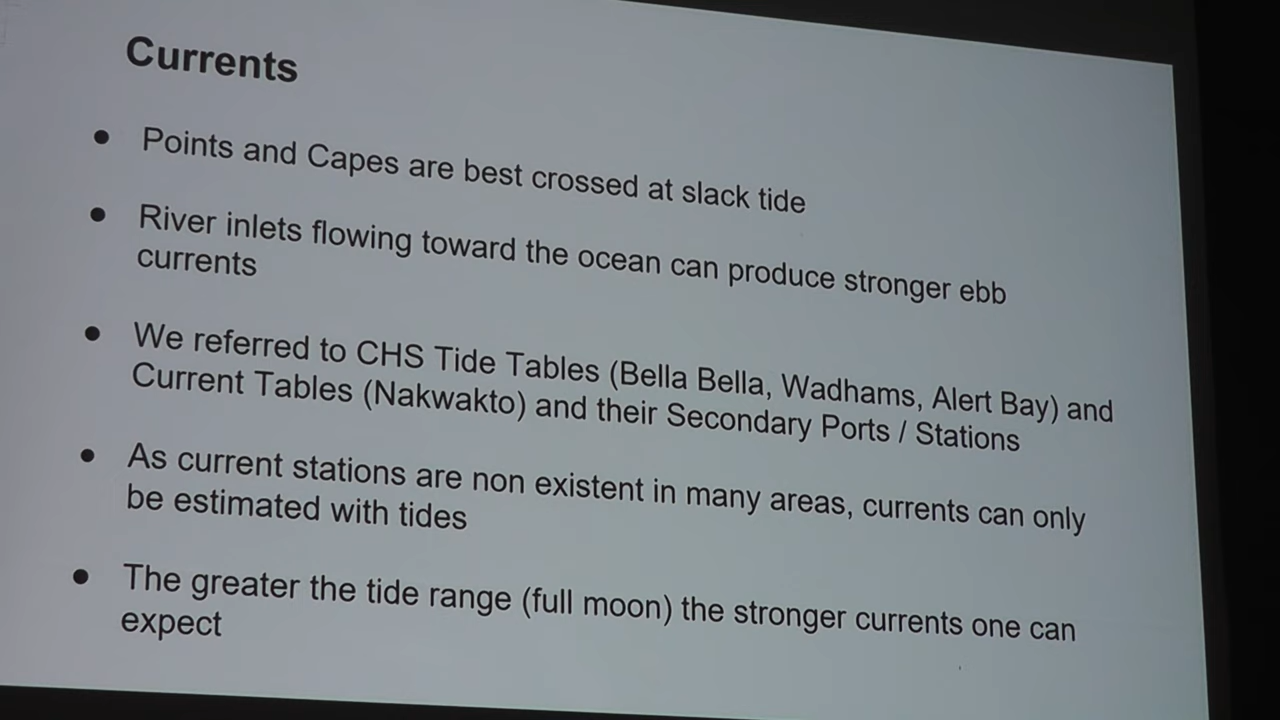 Currents
● Points and Capes are best crossed at slack tide
● River inlets flowing toward the ocean can produce stronger ebb
currents
● We referred to CHS Tide Tables (Bella Bella, Wadhams, Alert Bay) and
Current Tables (Nakwakto) and their Secondary Ports / Stations
● As current stations are non existent in many areas, currents can only
be estimated with tides
● The greater the tide range (full moon) the stronger currents one can
expect